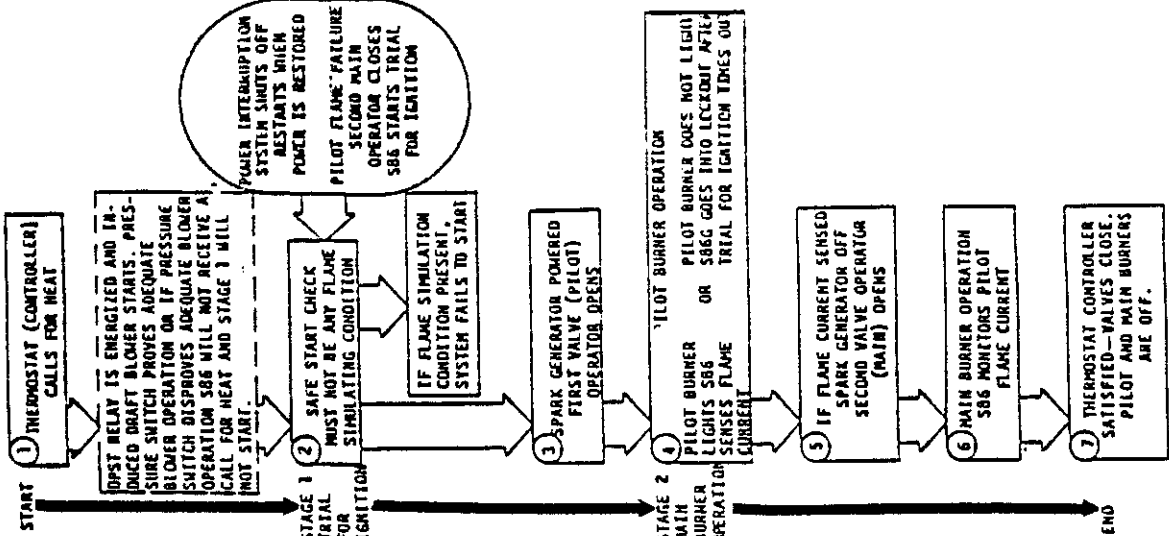 START
1 THERMOSTAT (CONTROLLER)
CALLS FOR HEAT
DPST RELAY IS ENERGIZED AND IN-
DUCED DRAFT BLOWER STARTS. PRES-
SURE SWITCH PROVES ADEQUATE
BLOWER OPERATION OR IF PRESSURE
SWITCH DISPROVES ADEQUATE BLOWER
OPERATION S86 WILL NOT RECEIVE A
CALL FOR HEAT AND STAGE 1 WILL
NOT START.
POWER INTERRUPTION
SYSTEM SHUTS OFF
RESTARTS WHEN
POWER IS RESTORED
PILOT FLAME FAILURE
SECOND MAIN
OPERATOR CLOSES
S86 STARTS TRIAL
FOR IGNITION
STAGE 1
TRIAL
FOR
IGNITION
2 SAFE START CHECK
MUST NOT BE ANY FLAME
SIMULATING CONDITION
IF FLAME SIMULATION
CONDITION PRESENT,
SYSTEM FAILS TO START
3 SPARK GENERATOR POWERED
FIRST VALVE (PILOT)
OPERATOR OPENS
STAGE 2
MAIN
BURNER
OPERATION
4 PILOT BURNER OPERATION
PILOT BURNER
LIGHTS S86
SENSES FLAME
CURRENT
OR
PILOT BURNER DOES NOT LIGHT
S86G GOES INTO LOCKOUT AFTER
TRIAL FOR IGNITION TIMES OUT
5 IF FLAME CURRENT SENSED
SPARK GENERATOR OFF
SECOND VALVE OPERATOR
(MAIN) OPENS
6 MAIN BURNER OPERATION
S86 MONITORS PILOT
FLAME CURRENT
7 THERMOSTAT CONTROLLER
SATISFIED—VALVES CLOSE.
PILOT AND MAIN BURNERS
ARE OFF.
END